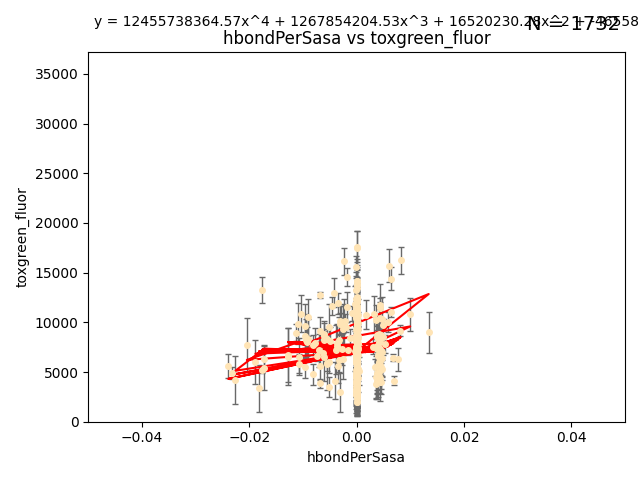 y = 12455738364.57x^4 + 1267854204.53x^3 + 16520230.28x^2 +
N = 1732
hbondPerSasa vs toxgreen_fluor
35000
30000
25000
20000
15000
10000
5000
0
toxgreen_fluor
−0.04 −0.02 0.00 0.02 0.04
hbondPerSasa